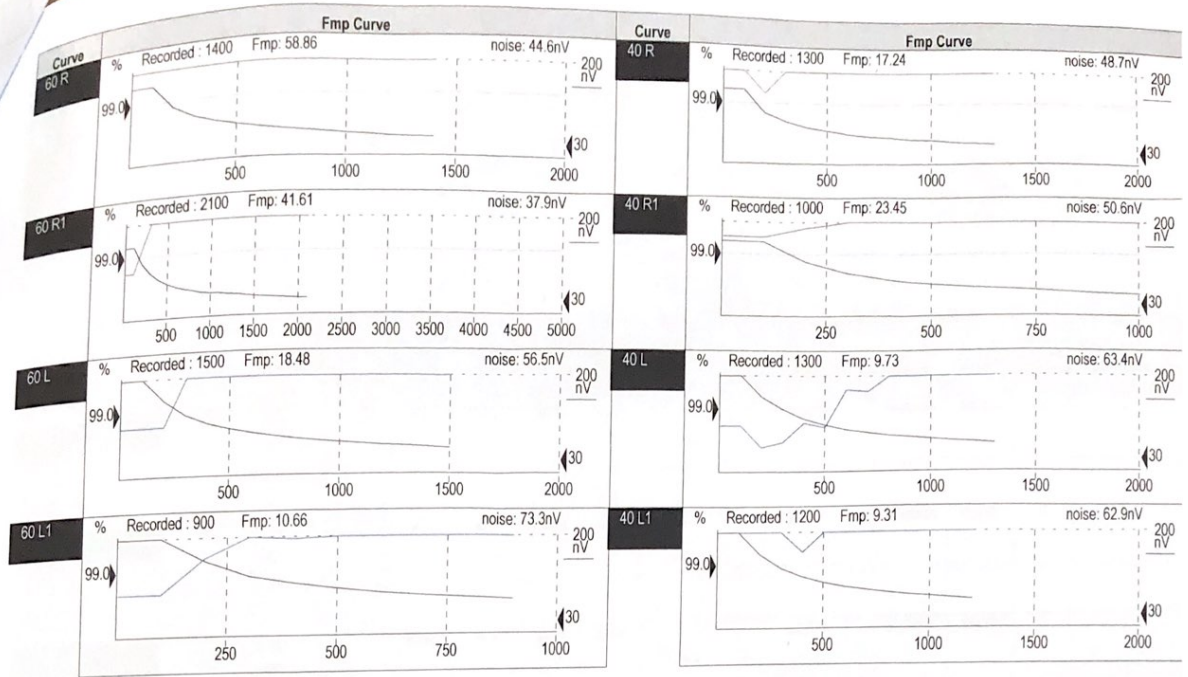 Curve Fmp Curve
60 R
% Recorded : 1400 Fmp: 58.86 noise: 44.6nV
200
nV
99.0
30
500 1000 1500 2000
60 R1
% Recorded : 2100 Fmp: 41.61 noise: 37.9nV
200
nV
99.0
30
500 1000 1500 2000 2500 3000 3500 4000 4500 5000
60 L
% Recorded : 1500 Fmp: 18.48 noise: 56.5nV
200
nV
99.0
30
500 1000 1500 2000
60 L1
% Recorded : 900 Fmp: 10.66 noise: 73.3nV
200
nV
99.0
30
250 500 750 1000
Curve Fmp Curve
40 R
% Recorded : 1300 Fmp: 17.24 noise: 48.7nV
200
nV
99.0
30
500 1000 1500 2000
40 R1
% Recorded : 1000 Fmp: 23.45 noise: 50.6nV
200
nV
99.0
30
250 500 750 1000
40 L
% Recorded : 1300 Fmp: 9.73 noise: 63.4nV
200
nV
99.0
30
500 1000 1500 2000
40 L1
% Recorded : 1200 Fmp: 9.31 noise: 62.9nV
200
nV
99.0
30
500 1000 1500 2000